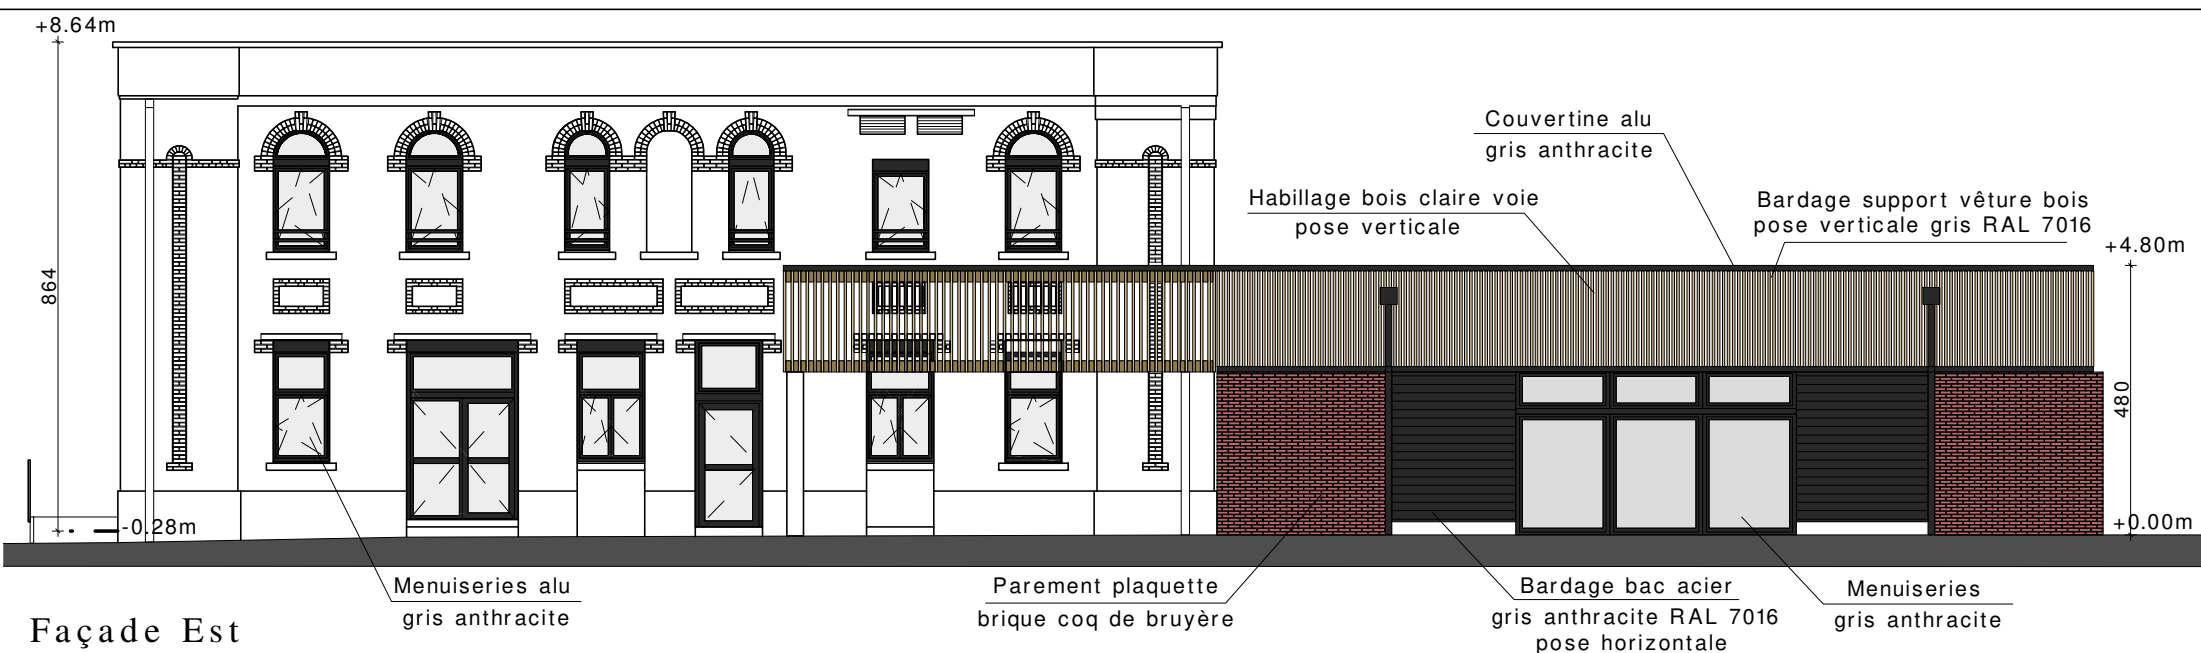 +8.64m
Couvertine alu
gris anthracite
Habillage bois claire voie
pose verticale
Bardage support vêture bois
pose verticale gris RAL 7016
+4.80m
864
480
-0.28m
+0.00m
Menuiseries alu
gris anthracite
Parement plaquette
brique coq de bruyère
Bardage bac acier
gris anthracite RAL 7016
pose horizontale
Menuiseries
gris anthracite
Façade Est